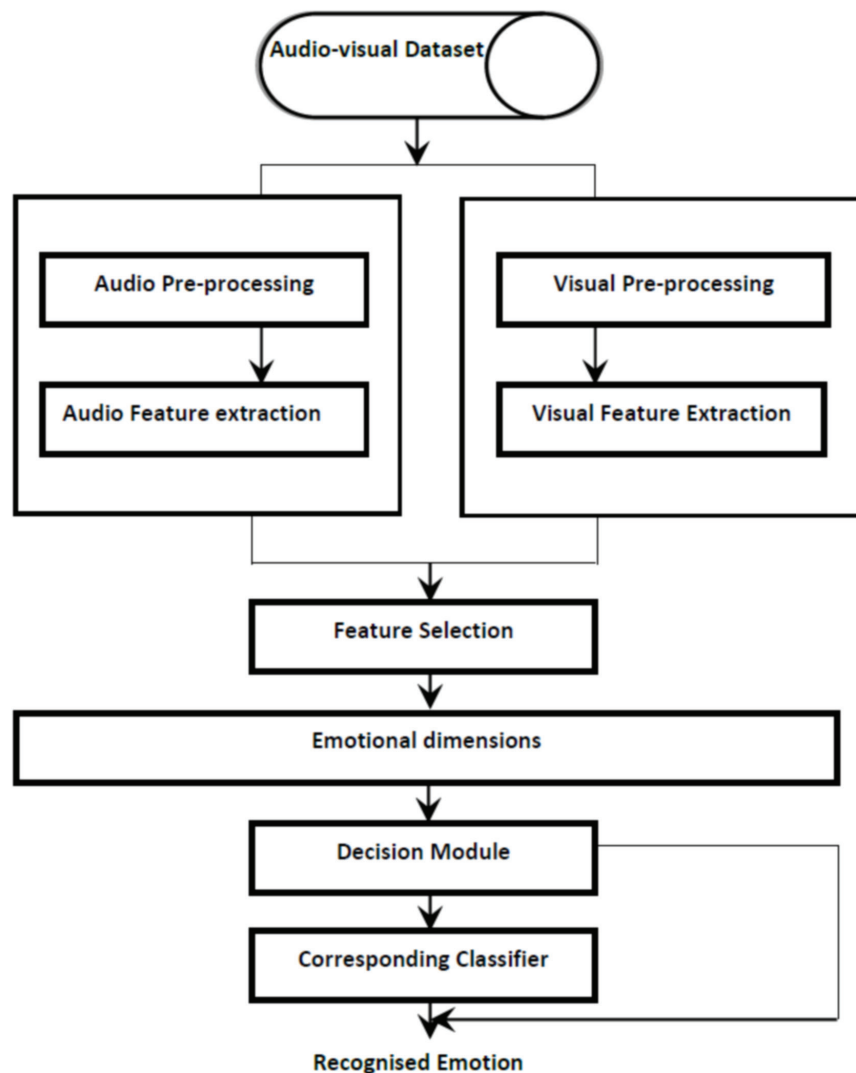 Audio-visual Dataset
Audio Pre-processing
Visual Pre-processing
Audio Feature extraction
Visual Feature Extraction
Feature Selection
Emotional dimensions
Decision Module
Corresponding Classifier
Recognised Emotion